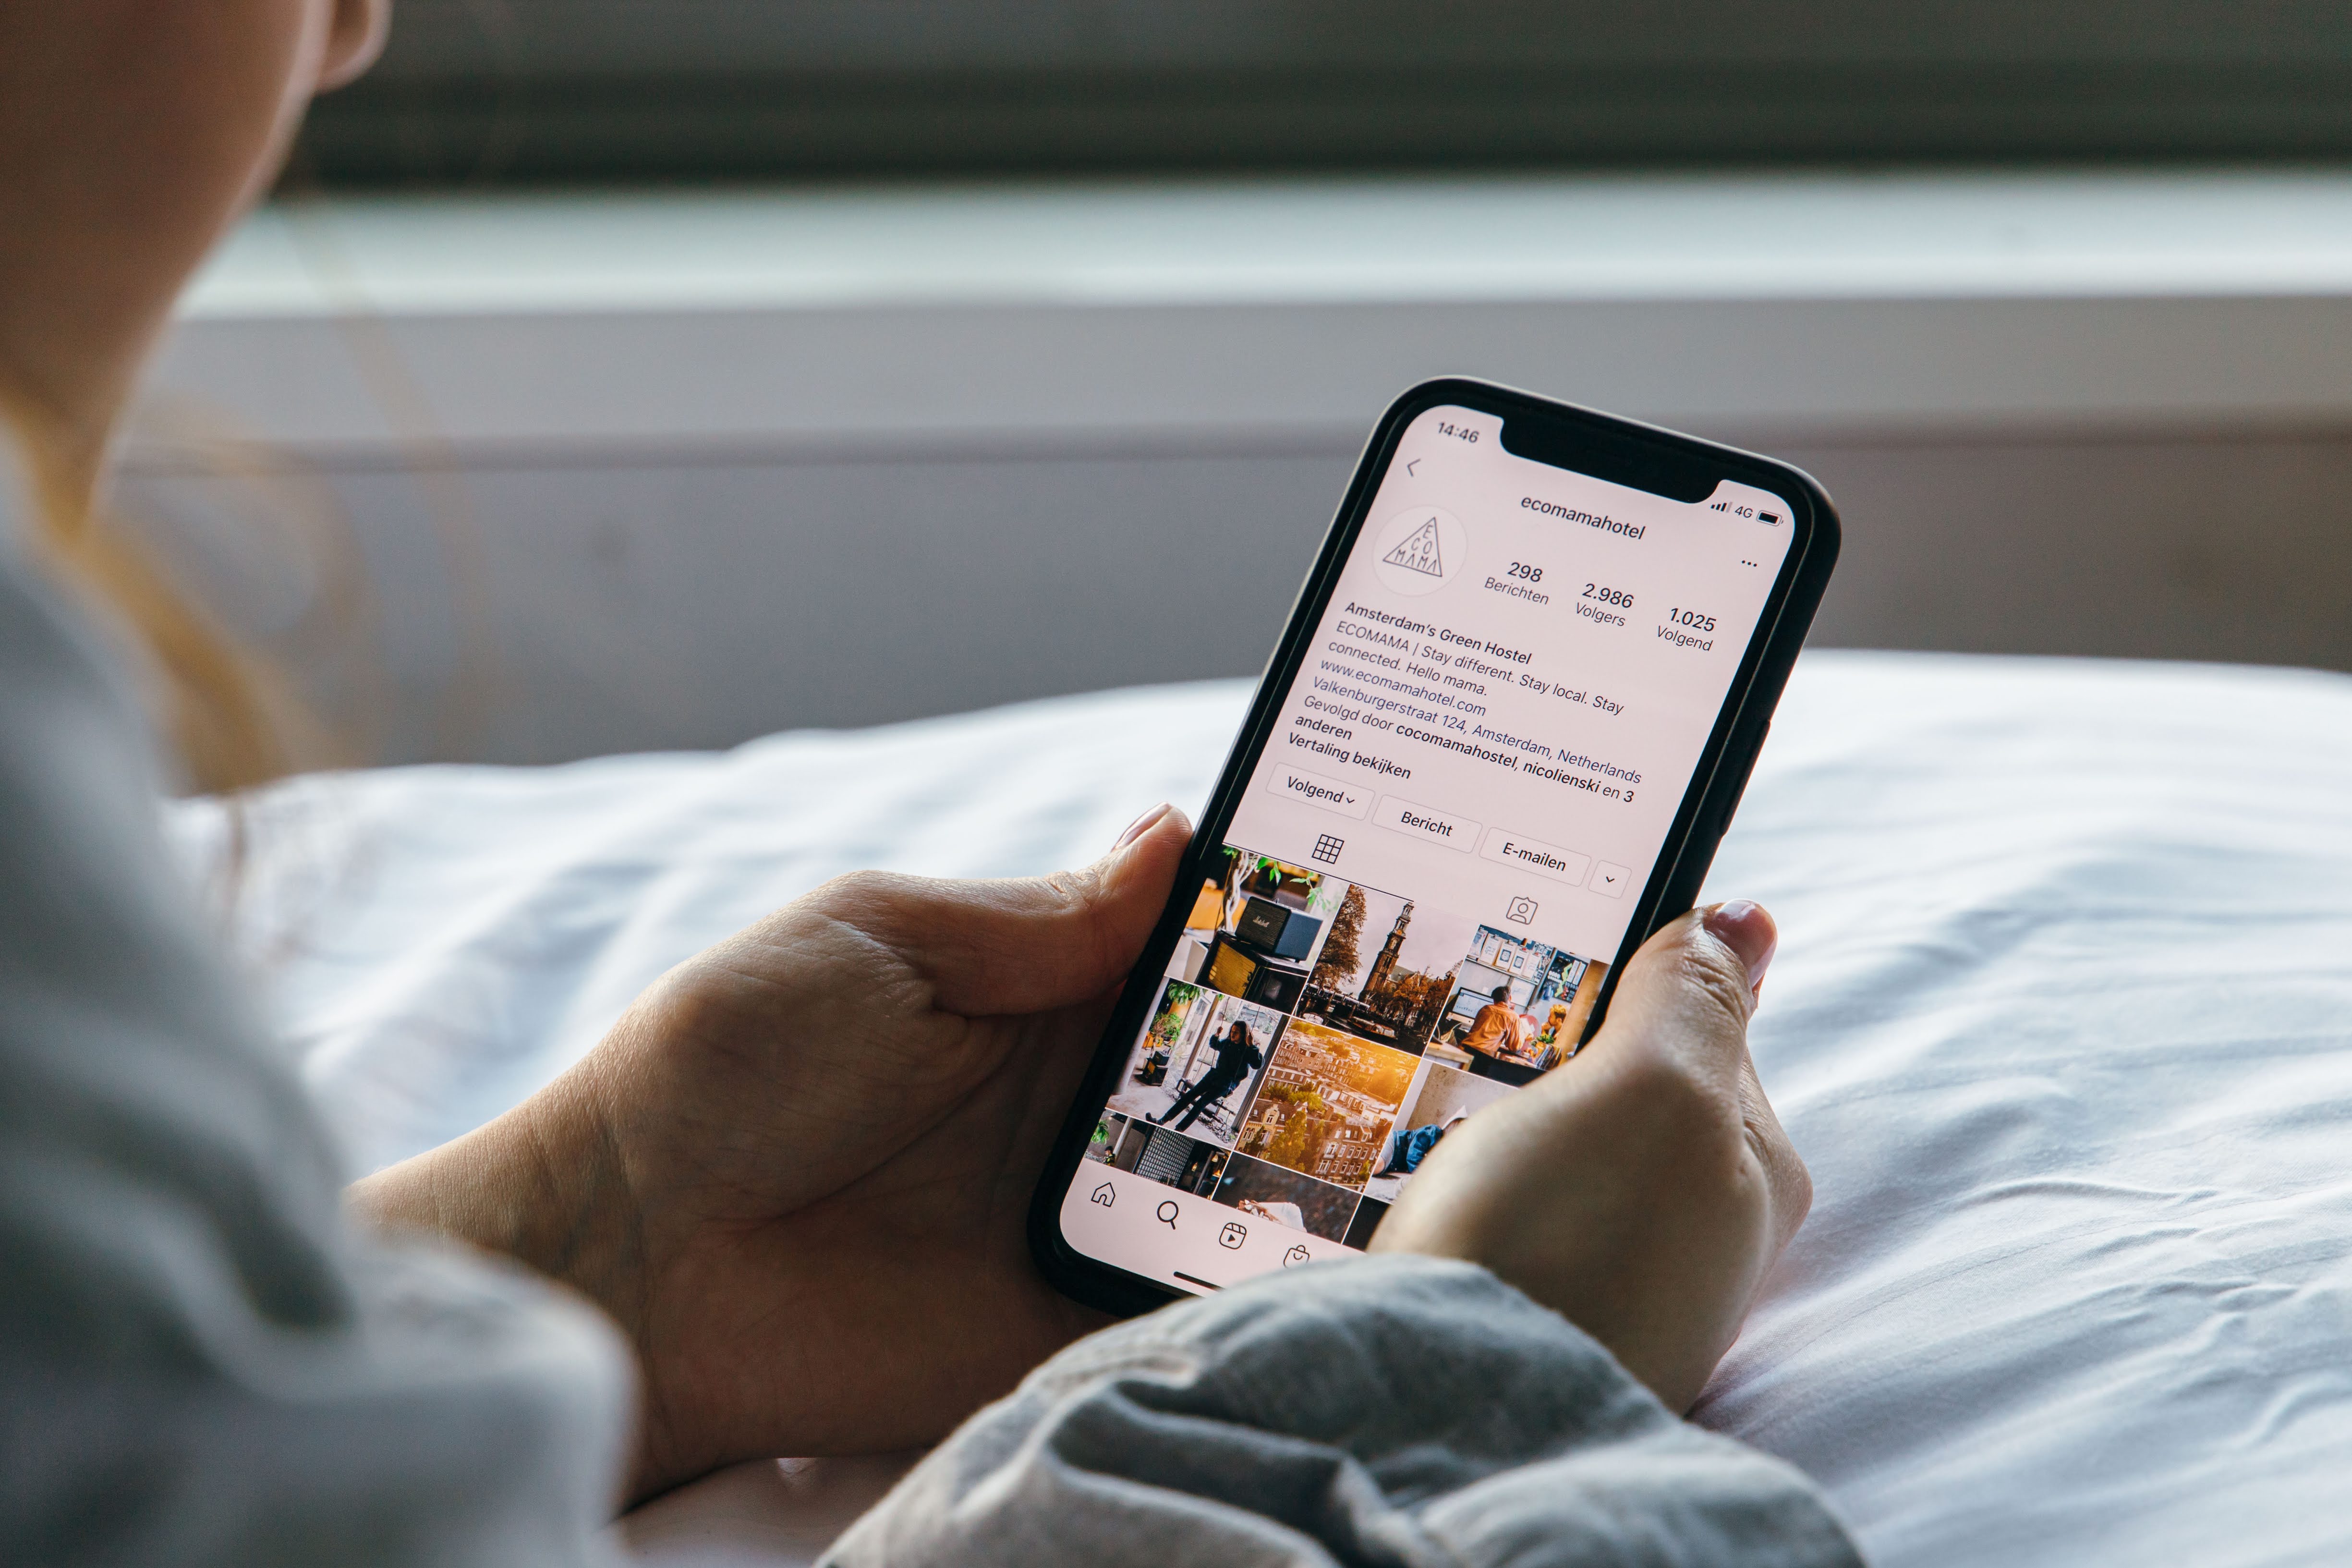 14:46
4G
ecomamahotel
E
CO
MAMA
298
Berichten
2.986
Volgers
1.025
Volgend
Amsterdam's Green Hostel
ECOMAMA | Stay different. Stay local. Stay
connected. Hello mama.
www.ecomamahotel.com
Valkenburgerstraat 124, Amsterdam, Netherlands
Gevolgd door cocomamahostel, nicolienski en 3
anderen
Vertaling bekijken
Volgend
Bericht
E-mailen
Marshall